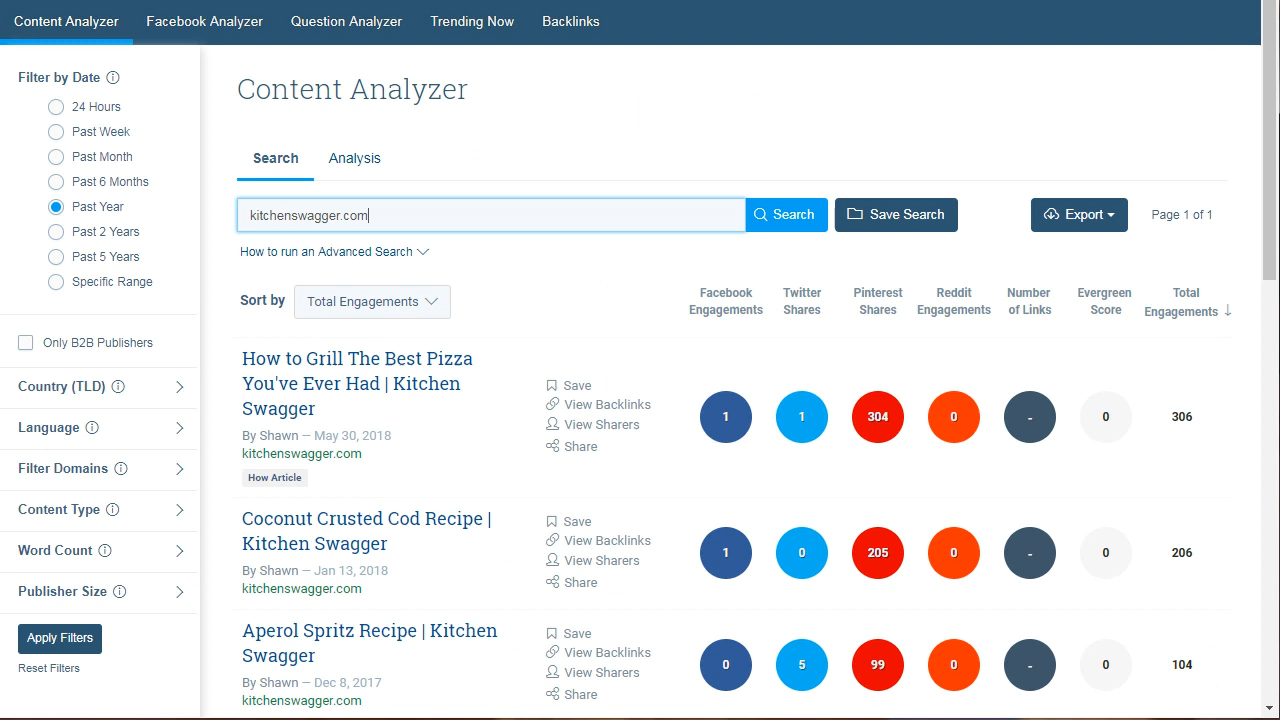 Content Analyzer
Facebook Analyzer
Question Analyzer
Trending Now
Backlinks
Filter by Date
24 Hours
Past Week
Past Month
Past 6 Months
Past Year
Past 2 Years
Past 5 Years
Specific Range
Only B2B Publishers
Country (TLD)
Language
Filter Domains
Content Type
Word Count
Publisher Size
Apply Filters
Reset Filters
Content Analyzer
Search
Analysis
kitchenswagger.com
Search
Save Search
Export
Page 1 of 1
How to run an Advanced Search
Sort by
Total Engagements
Facebook
Engagements
Twitter
Shares
Pinterest
Shares
Reddit
Engagements
Number
of Links
Evergreen
Score
Total
Engagements
How to Grill The Best Pizza
You've Ever Had | Kitchen
Swagger
By Shawn – May 30, 2018
kitchenswagger.com
How Article
Save
View Backlinks
View Sharers
Share
1
1
304
0
-
0
306
Coconut Crusted Cod Recipe |
Kitchen Swagger
By Shawn – Jan 13, 2018
kitchenswagger.com
Save
View Backlinks
View Sharers
Share
1
0
205
0
-
0
206
Aperol Spritz Recipe | Kitchen
Swagger
By Shawn – Dec 8, 2017
kitchenswagger.com
Save
View Backlinks
View Sharers
Share
0
5
99
0
-
0
104